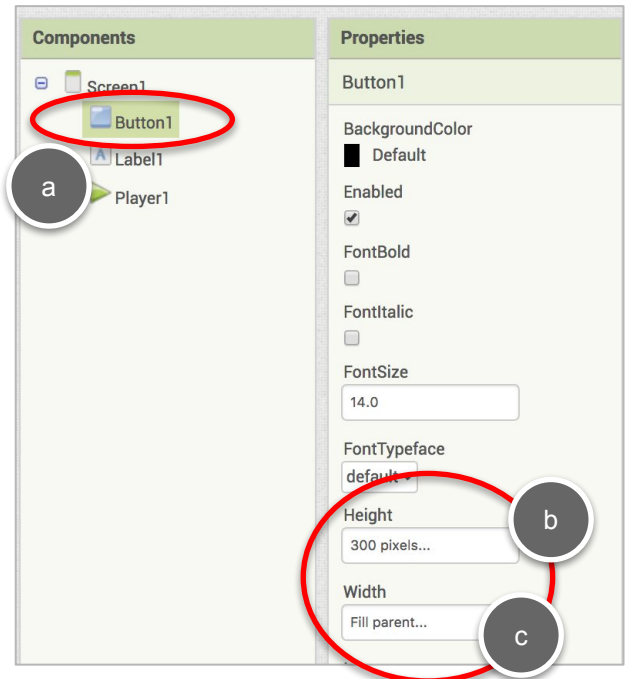 Components
Screen1
Button1
Label1
Player1
a
Properties
Button1
BackgroundColor
Default
Enabled
FontBold
FontItalic
FontSize
14.0
FontTypeface
default
Height
300 pixels...
b
Width
Fill parent...
c